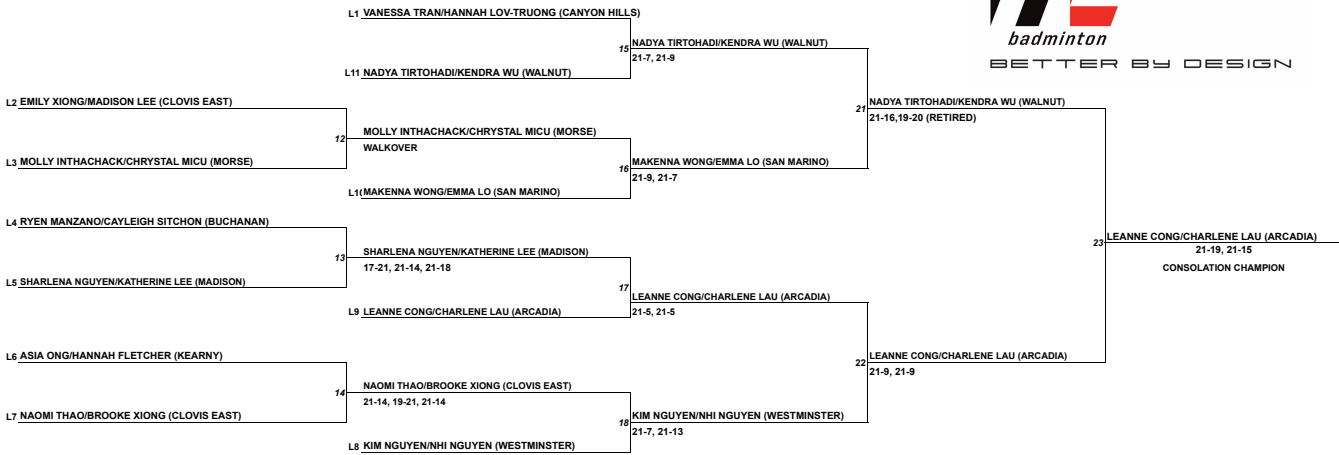 L1 VANESSA TRAN/HANNAH LOV-TRUONG (CANYON HILLS)
15
NADYA TIRTOHADI/KENDRA WU (WALNUT)
21-7, 21-9
L11 NADYA TIRTOHADI/KENDRA WU (WALNUT)
badminton
BETTER BY DESIGN
L2 EMILY XIONG/MADISON LEE (CLOVIS EAST)
12
MOLLY INTHACHACK/CHRYSTAL MICU (MORSE)
WALKOVER
L3 MOLLY INTHACHACK/CHRYSTAL MICU (MORSE)
16
MAKENNA WONG/EMMA LO (SAN MARINO)
21-9, 21-7
L10 MAKENNA WONG/EMMA LO (SAN MARINO)
21
NADYA TIRTOHADI/KENDRA WU (WALNUT)
21-16,19-20 (RETIRED)
L4 RYEN MANZANO/CAYLEIGH SITCHON (BUCHANAN)
13
SHARLENA NGUYEN/KATHERINE LEE (MADISON)
17-21, 21-14, 21-18
L5 SHARLENA NGUYEN/KATHERINE LEE (MADISON)
17
LEANNE CONG/CHARLENE LAU (ARCADIA)
21-5, 21-5
L9 LEANNE CONG/CHARLENE LAU (ARCADIA)
23
LEANNE CONG/CHARLENE LAU (ARCADIA)
21-19, 21-15
CONSOLATION CHAMPION
L6 ASIA ONG/HANNAH FLETCHER (KEARNY)
14
NAOMI THAO/BROOKE XIONG (CLOVIS EAST)
21-14, 19-21, 21-14
L7 NAOMI THAO/BROOKE XIONG (CLOVIS EAST)
22
LEANNE CONG/CHARLENE LAU (ARCADIA)
21-9, 21-9
18
KIM NGUYEN/NHI NGUYEN (WESTMINSTER)
21-7, 21-13
L8 KIM NGUYEN/NHI NGUYEN (WESTMINSTER)